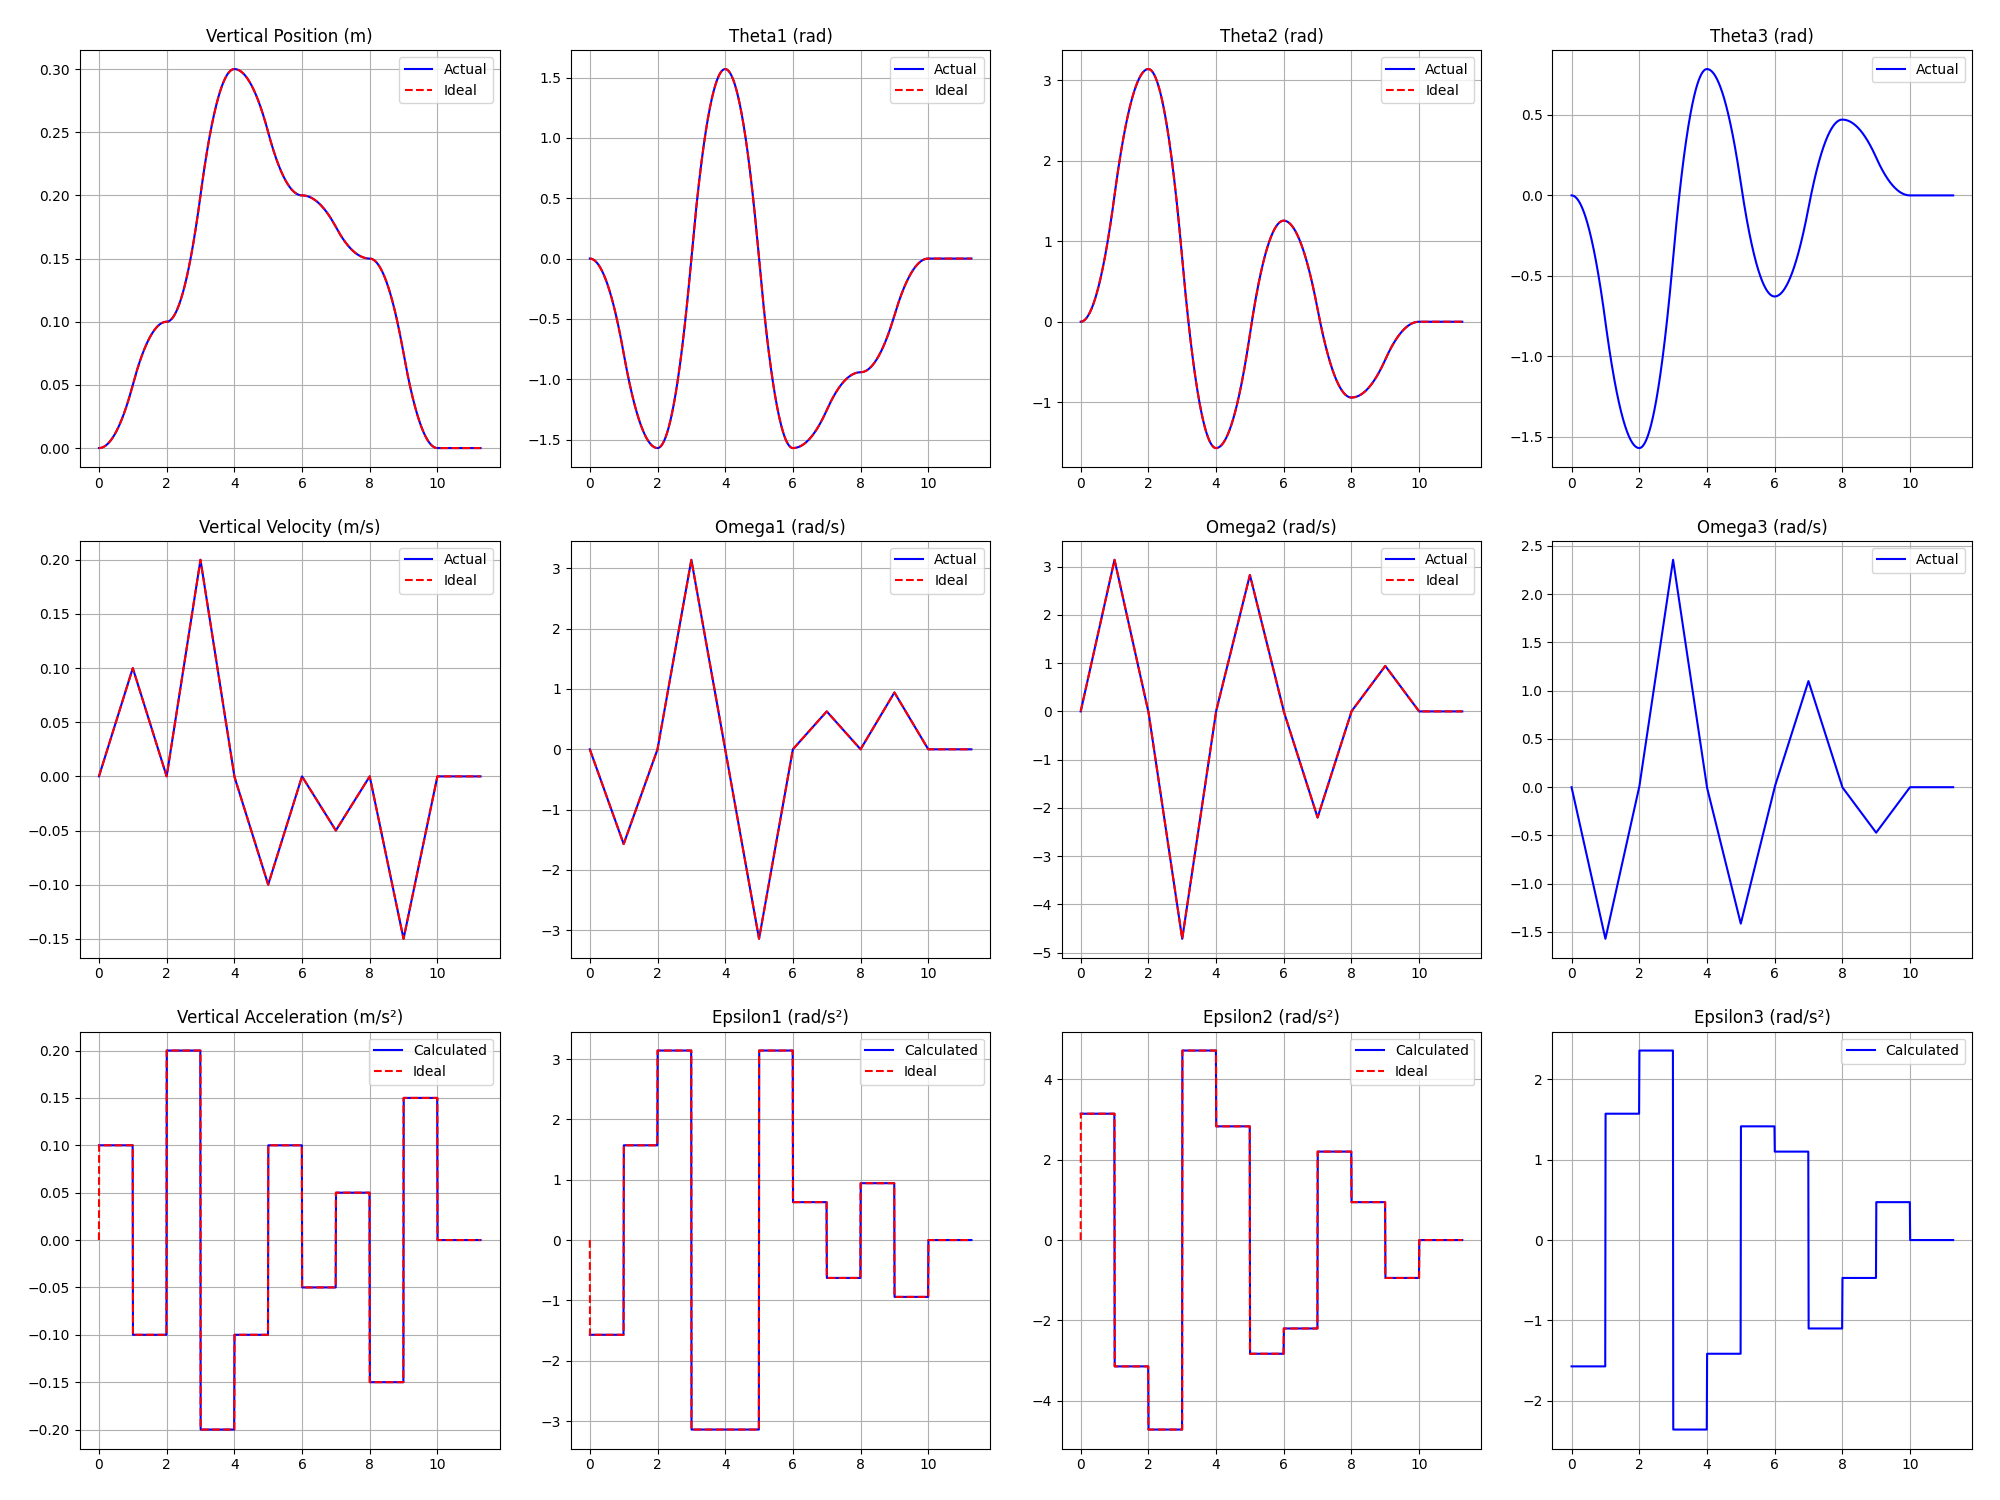 Vertical Position (m)
Actual
Ideal
0.30
0.25
0.20
0.15
0.10
0.05
0.00
0 2 4 6 8 10
Theta1 (rad)
Actual
Ideal
1.5
1.0
0.5
0.0
−0.5
−1.0
−1.5
0 2 4 6 8 10
Theta2 (rad)
Actual
Ideal
3
2
1
0
−1
0 2 4 6 8 10
Theta3 (rad)
Actual
0.5
0.0
−0.5
−1.0
−1.5
0 2 4 6 8 10
Vertical Velocity (m/s)
Actual
Ideal
0.20
0.15
0.10
0.05
0.00
−0.05
−0.10
−0.15
0 2 4 6 8 10
Omega1 (rad/s)
Actual
Ideal
3
2
1
0
−1
−2
−3
0 2 4 6 8 10
Omega2 (rad/s)
Actual
Ideal
3
2
1
0
−1
−2
−3
−4
−5
0 2 4 6 8 10
Omega3 (rad/s)
Actual
2.5
2.0
1.5
1.0
0.5
0.0
−0.5
−1.0
−1.5
0 2 4 6 8 10
Vertical Acceleration (m/s²)
Calculated
Ideal
0.20
0.15
0.10
0.05
0.00
−0.05
−0.10
−0.15
−0.20
0 2 4 6 8 10
Epsilon1 (rad/s²)
Calculated
Ideal
3
2
1
0
−1
−2
−3
0 2 4 6 8 10
Epsilon2 (rad/s²)
Calculated
Ideal
4
2
0
−2
−4
0 2 4 6 8 10
Epsilon3 (rad/s²)
Calculated
2
1
0
−1
−2
0 2 4 6 8 10